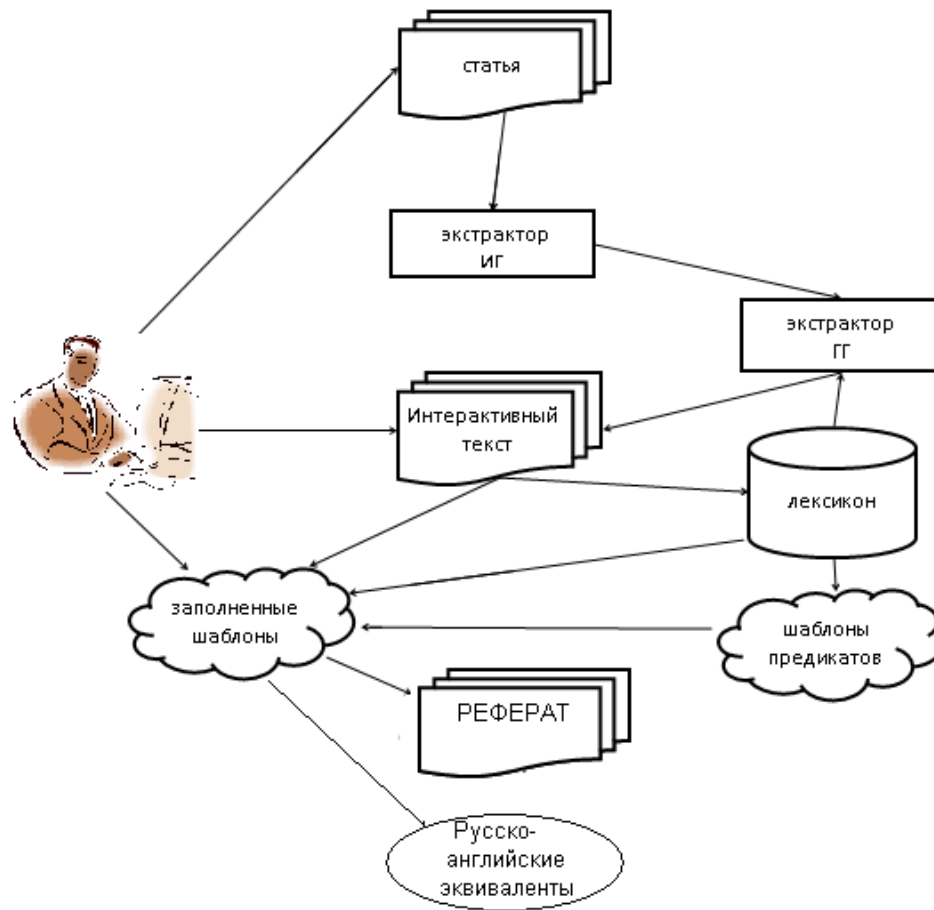 статья
экстрактор
ИГ
экстрактор
ГГ
Интерактивный
текст
лексикон
заполненные
шаблоны
шаблоны
предикатов
РЕФЕРАТ
Русско-
английские
эквиваленты